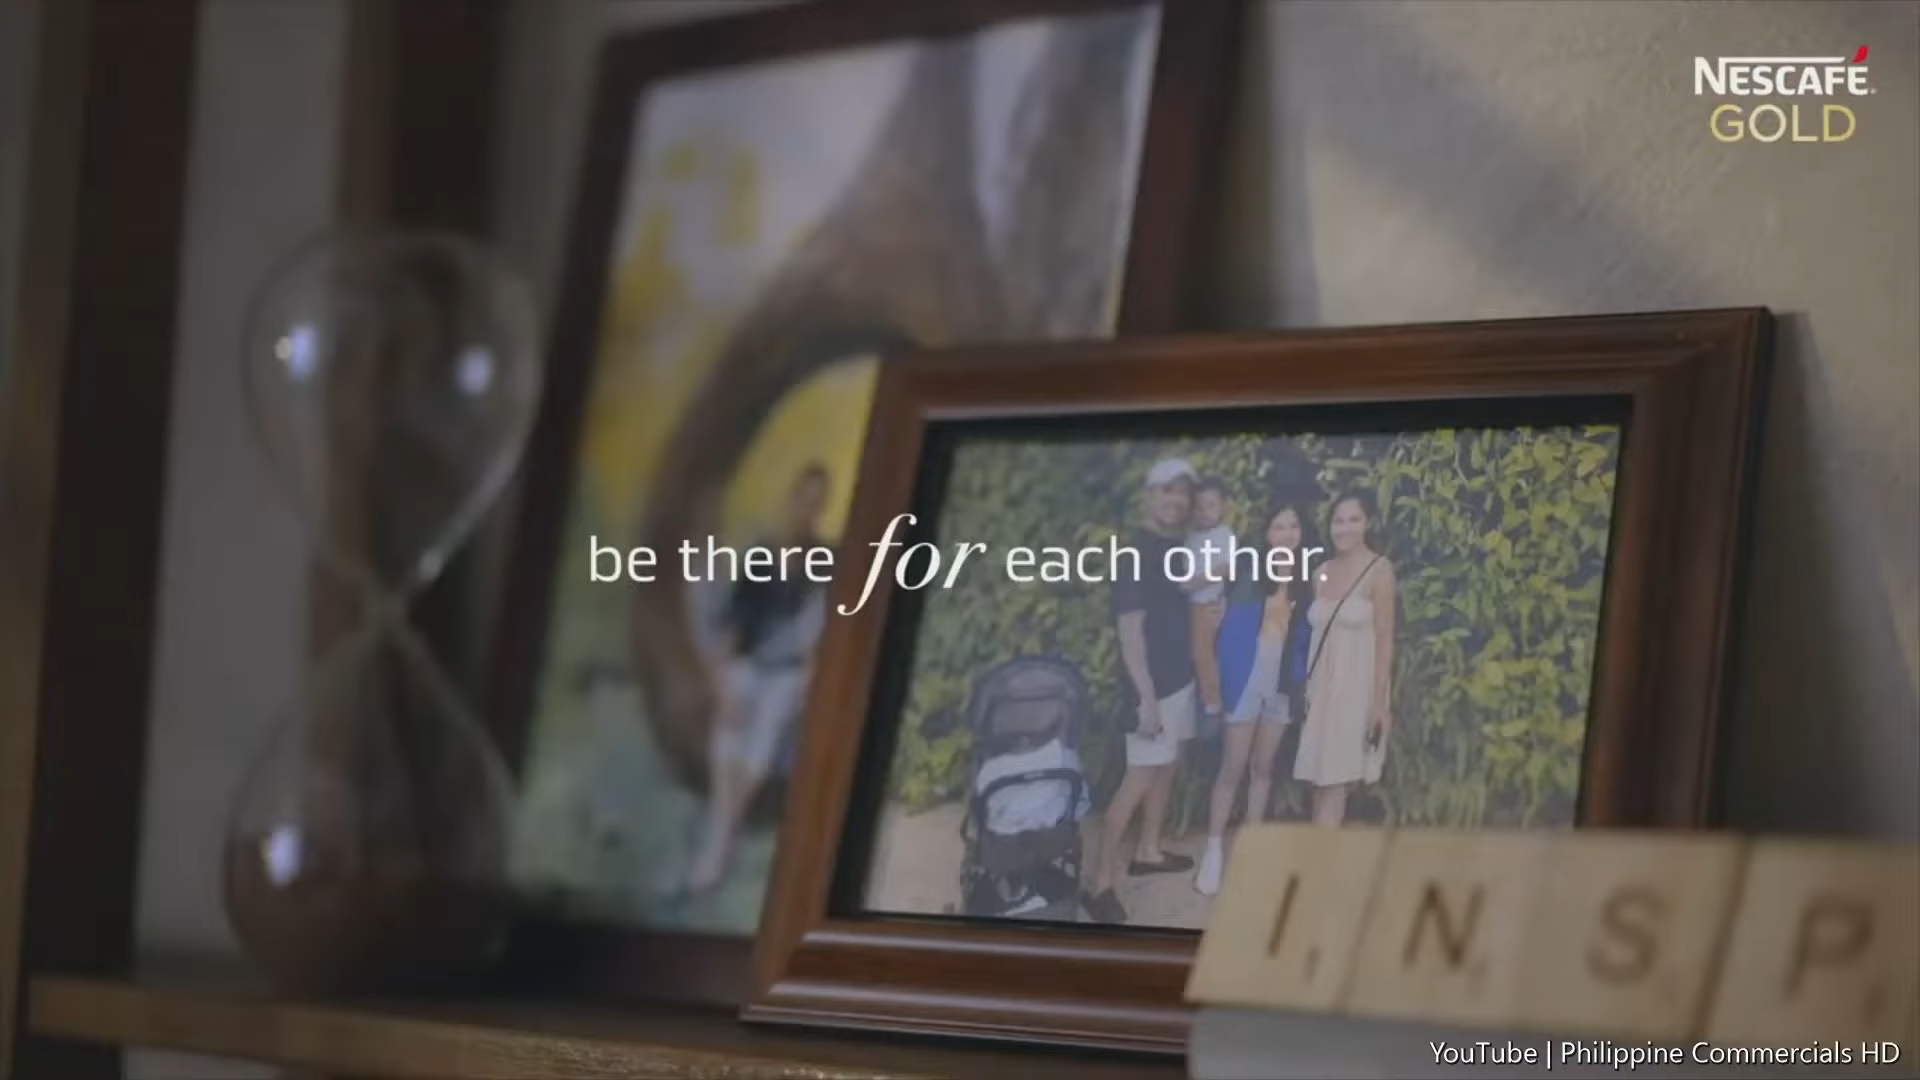 NESCAFÉ
GOLD
be there for each other.
I N S P
YouTube | Philippine Commercials HD